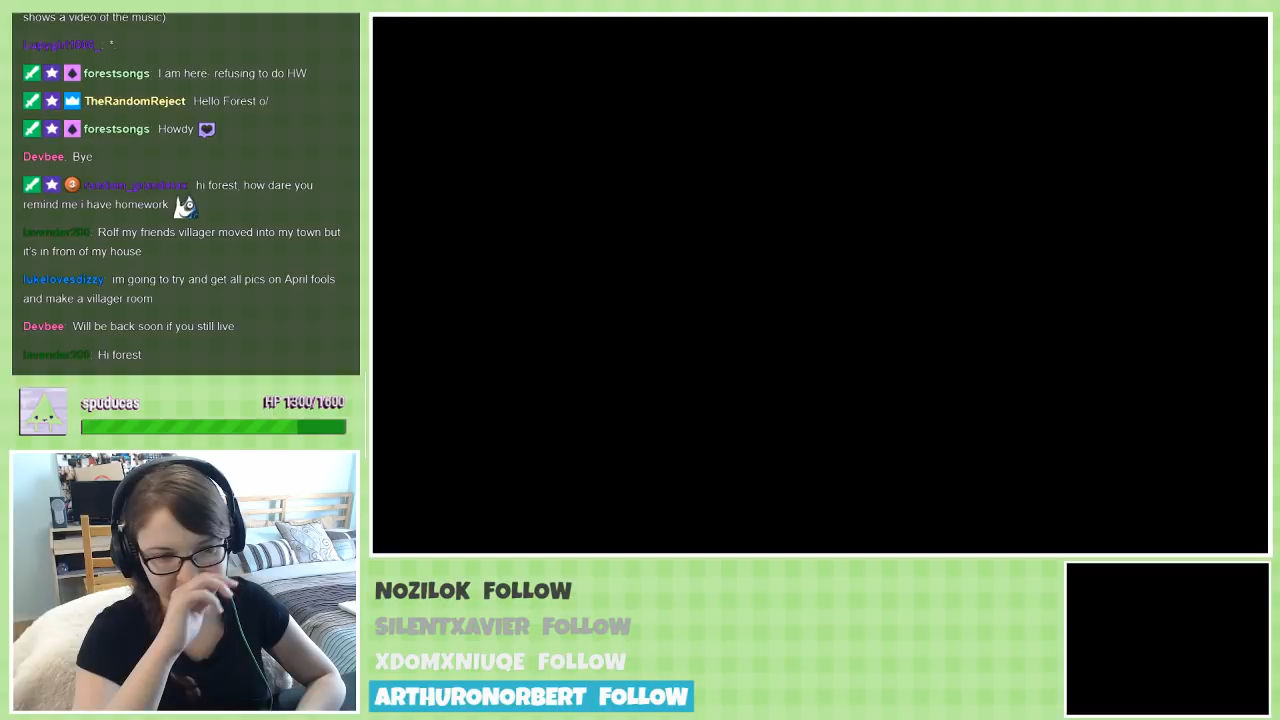 shows a video of the music)
forestsongs: I am here- refusing to do HW
TheRandomReject Hello Forest o/
forestsongs: Howdy
Devbee: Bye
3 hi forest, how dare you
remind me i have homework
Rolf my friends villager moved into my town but
it's in from of my house
lukelovesdizzy: im going to try and get all pics on April fools
and make a villager room
Devbee: Will be back soon if you still live
Hi forest
spuducas HP 1300/1600
NOZILOK FOLLOW
SILENTXAVIER FOLLOW
XDOMXNIUQE FOLLOW
ARTHURONORBERT FOLLOW